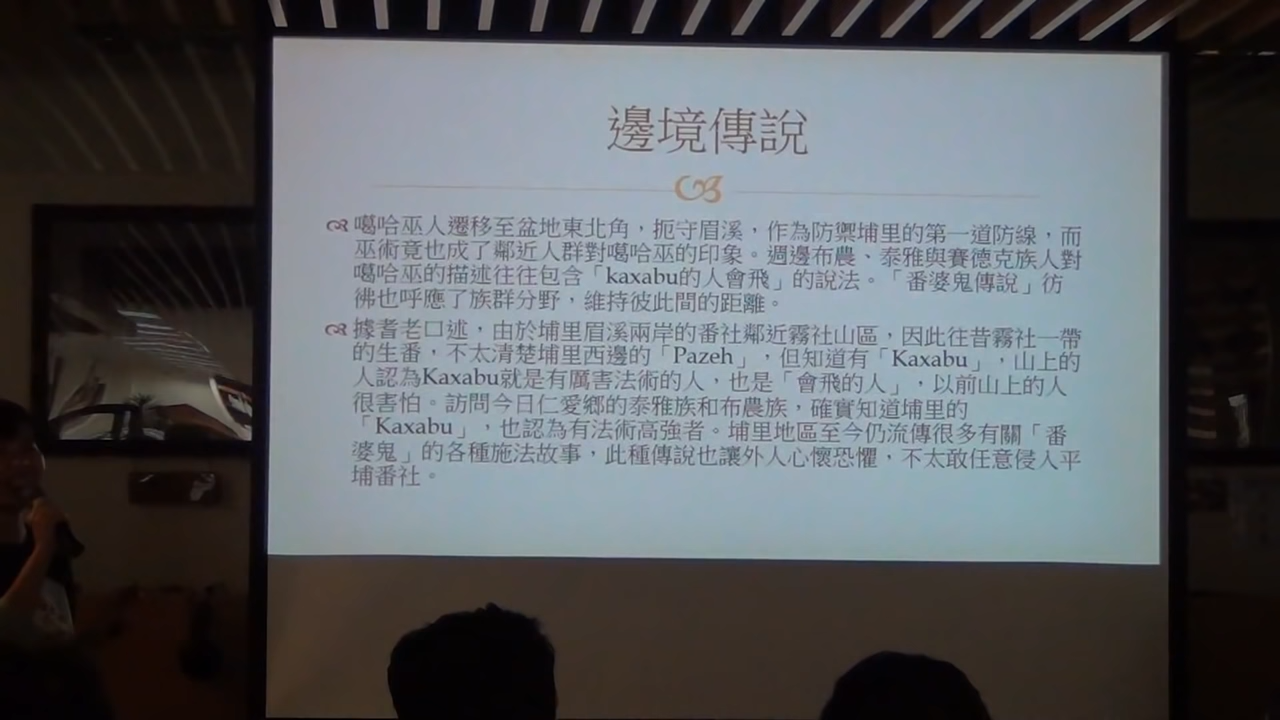 邊境傳說
噶哈巫人遷移至盆地東北角，扼守眉溪，作為防禦埔里的第一道防線，而
巫術竟也成了鄰近人群對噶哈巫的印象。週邊布農、泰雅與賽德克族人對
噶哈巫的描述往往包含「kaxabu的人會飛」的說法。「番婆鬼傳說」彷
彿也呼應了族群分野，維持彼此間的距離。
據耆老口述，由於埔里眉溪兩岸的番社鄰近霧社山區，因此往昔霧社一帶
的生番，不太清楚埔里西邊的「Pazeh」，但知道有「Kaxabu」，山上的
人認為Kaxabu就是有厲害法術的人，也是「會飛的人」，以前山上的人
很害怕。訪問今日仁愛鄉的泰雅族和布農族，確實知道埔里的
「Kaxabu」，也認為有法術高強者。埔里地區至今仍流傳很多有關「番
婆鬼」的各種施法故事，此種傳說也讓外人心懷恐懼，不太敢任意侵入平
埔番社。